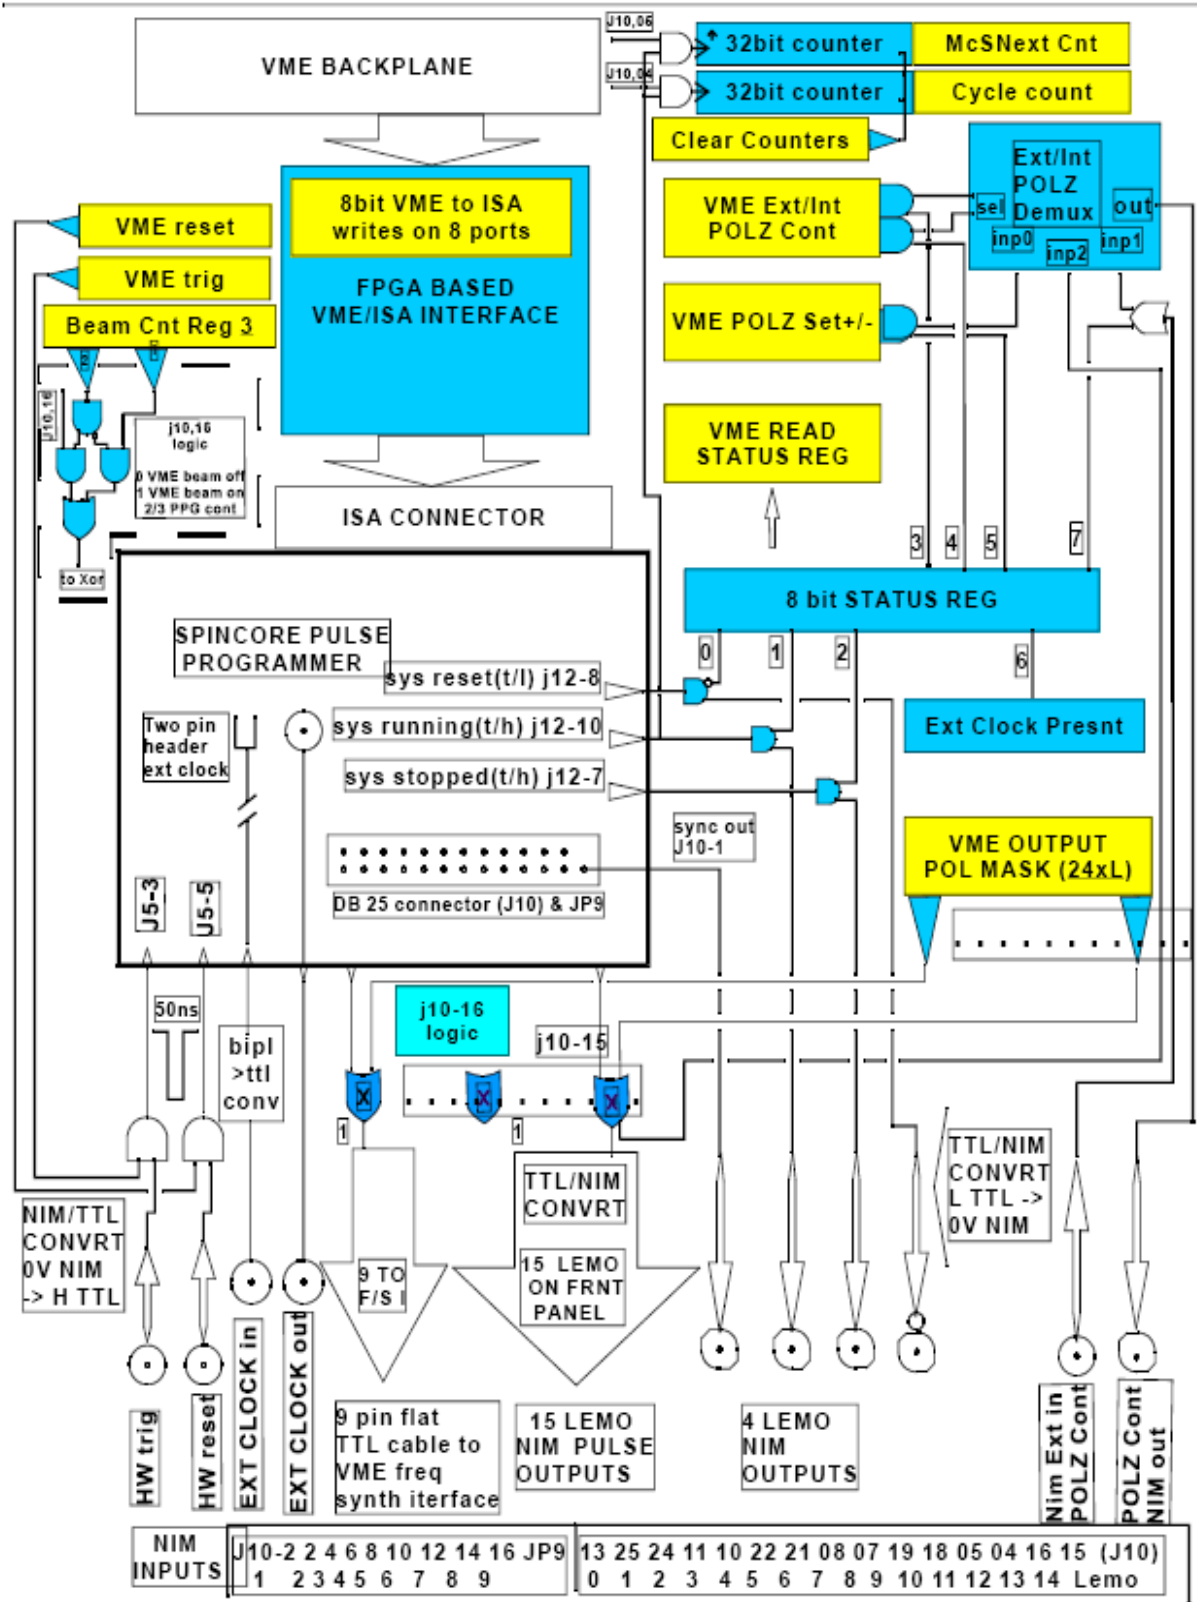 VME BACKPLANE
J10,06
J10,04
32bit counter
McSNext Cnt
32bit counter
Cycle count
Clear Counters
8bit VME to ISA
writes on 8 ports
FPGA BASED
VME/ISA INTERFACE
VME reset
VME trig
Beam Cnt Reg 3
VME Ext/Int
POLZ Cont
Ext/Int
POLZ
Demux
sel
out
inp0
inp2
inp1
VME POLZ Set+/-
VME READ
STATUS REG
J10,16
j10,16
logic
0 VME beam off
1 VME beam on
2/3 PPG cont
to Xor
ISA CONNECTOR
3
4
5
7
8 bit STATUS REG
0
1
2
6
SPINCORE PULSE
PROGRAMMER
sys reset(t/l) j12-8
sys running(t/h) j12-10
sys stopped(t/h) j12-7
Two pin
header
ext clock
Ext Clock Presnt
sync out
J10-1
VME OUTPUT
POL MASK (24xL)
DB 25 connector (J10) & JP9
J5-3
J5-5
50ns
bipl
>ttl
conv
j10-16
logic
j10-15
X
X
X
1
1
NIM/TTL
CONVRT
0V NIM
-> H TTL
TTL/NIM
CONVRT
TTL/NIM
CONVRT
L TTL ->
0V NIM
9 TO
F/S I
15 LEMO
ON FRNT
PANEL
HW trig
HW reset
EXT CLOCK in
EXT CLOCK out
9 pin flat
TTL cable to
VME freq
synth iterface
15 LEMO
NIM PULSE
OUTPUTS
4 LEMO
NIM
OUTPUTS
Nim Ext in
POLZ Cont
POLZ Cont
NIM out
NIM
INPUTS
J10-2 2 4 6 8 10 12 14 16 JP9
1 2 3 4 5 6 7 8 9
13 25 24 11 10 22 21 08 07 19 18 05 04 16 15 (J10)
0 1 2 3 4 5 6 7 8 9 10 11 12 13 14 Lemo